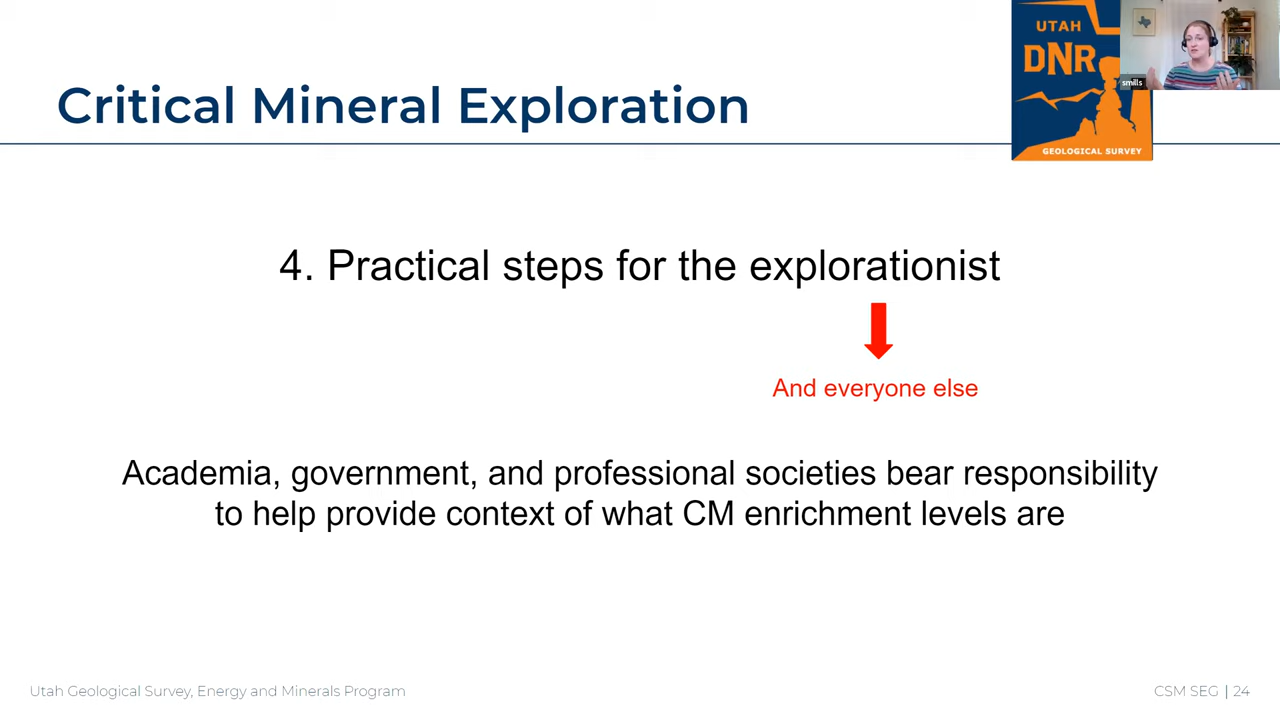 UTAH
DNR
GEOLOGICAL SURVEY
smills
Critical Mineral Exploration
4. Practical steps for the explorationist
And everyone else
Academia, government, and professional societies bear responsibility
to help provide context of what CM enrichment levels are
Utah Geological Survey, Energy and Minerals Program
CSM SEG | 24